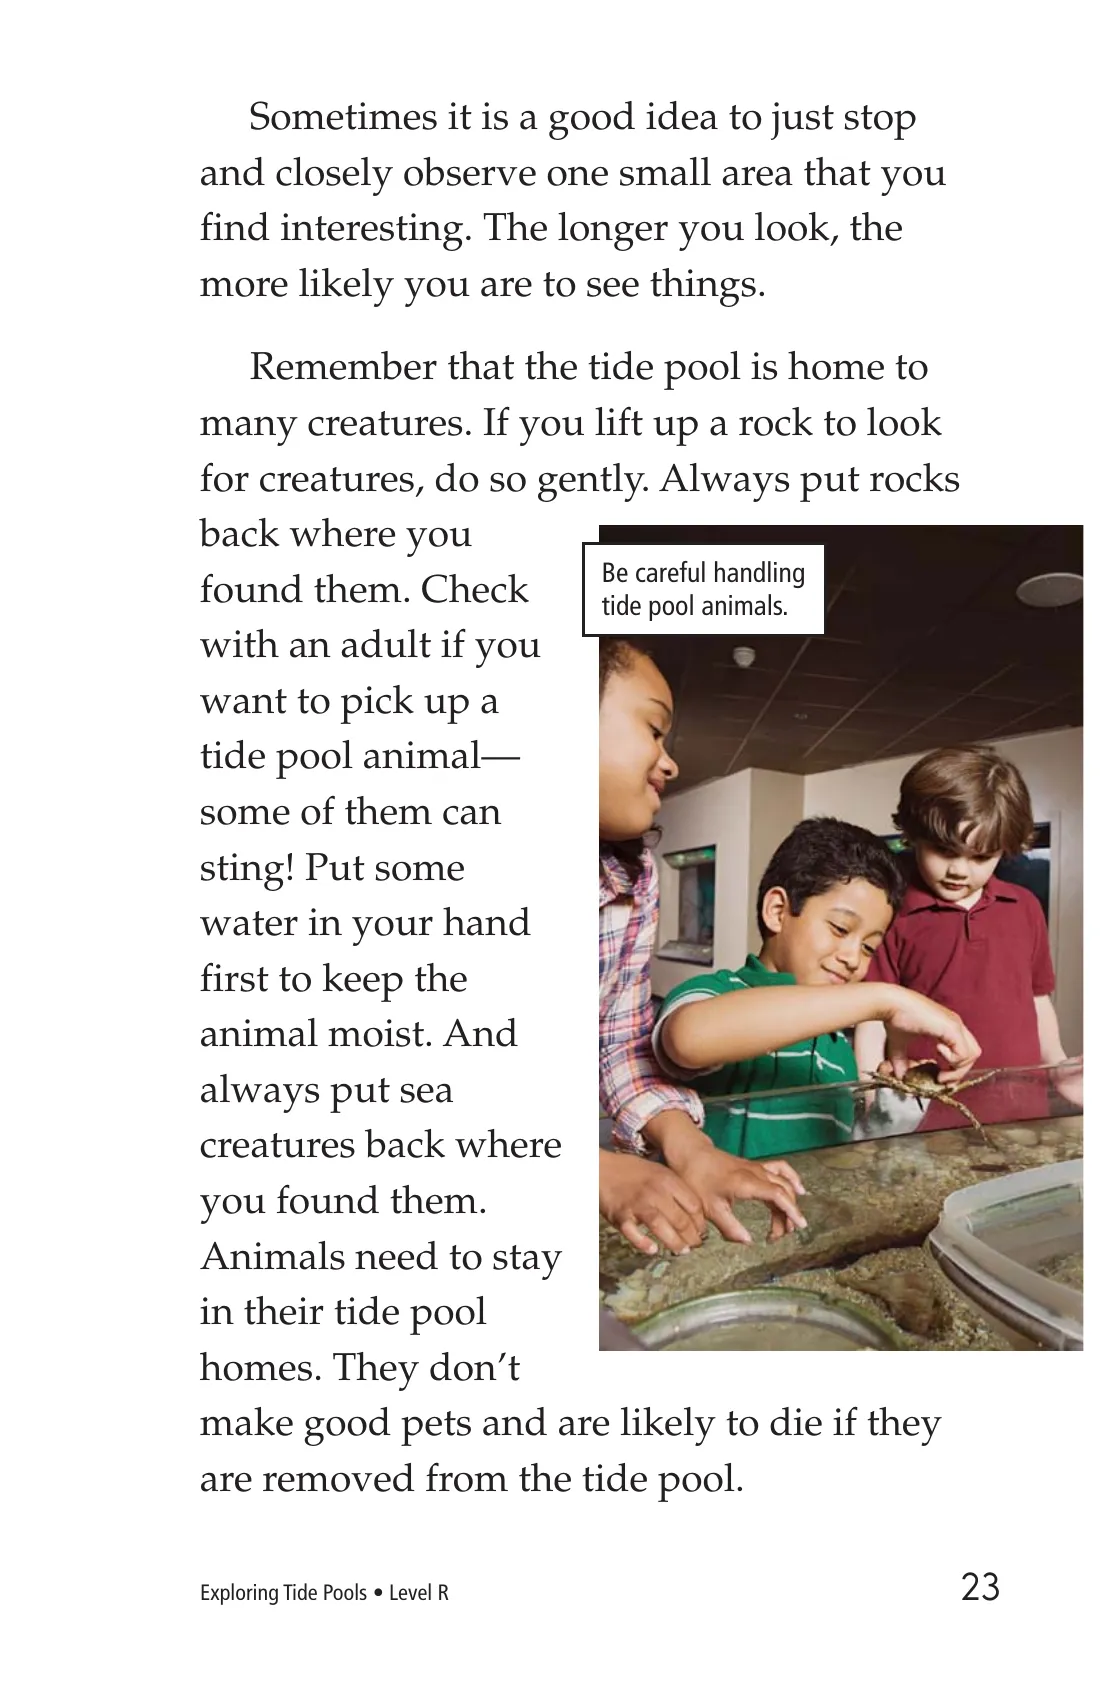 Sometimes it is a good idea to just stop
and closely observe one small area that you
find interesting. The longer you look, the
more likely you are to see things.
Remember that the tide pool is home to
many creatures. If you lift up a rock to look
for creatures, do so gently. Always put rocks
back where you
found them. Check
with an adult if you
want to pick up a
tide pool animal—
some of them can
sting! Put some
water in your hand
first to keep the
animal moist. And
always put sea
creatures back where
you found them.
Animals need to stay
in their tide pool
homes. They don’t
make good pets and are likely to die if they
are removed from the tide pool.
Be careful handling
tide pool animals.
Exploring Tide Pools • Level R
23